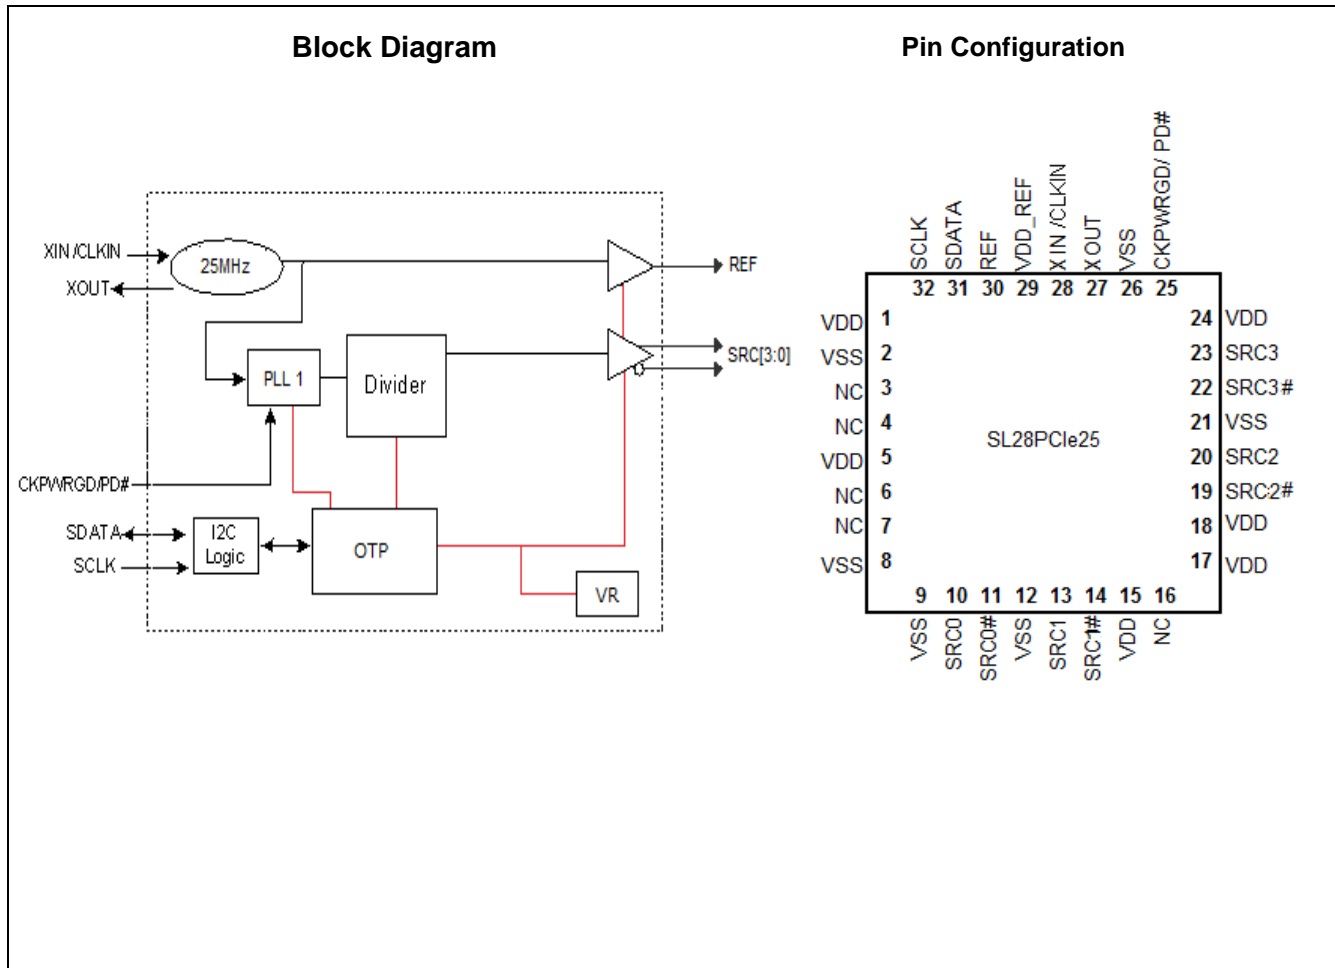 Block Diagram
Pin Configuration
XIN/CLKIN
XOUT
25MHz
REF
SRC[3:0]
PLL 1
Divider
CKPWRGD/PD#
SDATA
SCLK
I2C
Logic
OTP
VR
SCLK
SDATA
REF
VDD_REF
XIN /CLKIN
XOUT
VSS
CKPWRGD/ PD#
32 31 30 29 28 27 26 25
VDD 1
VSS 2
NC 3
NC 4
VDD 5
NC 6
NC 7
VSS 8
SL28PCIe25
24 VDD
23 SRC3
22 SRC3#
21 VSS
20 SRC2
19 SRC2#
18 VDD
17 VDD
9 10 11 12 13 14 15 16
VSS
SRC0
SRC0#
VSS
SRC1
SRC1#
VDD
NC